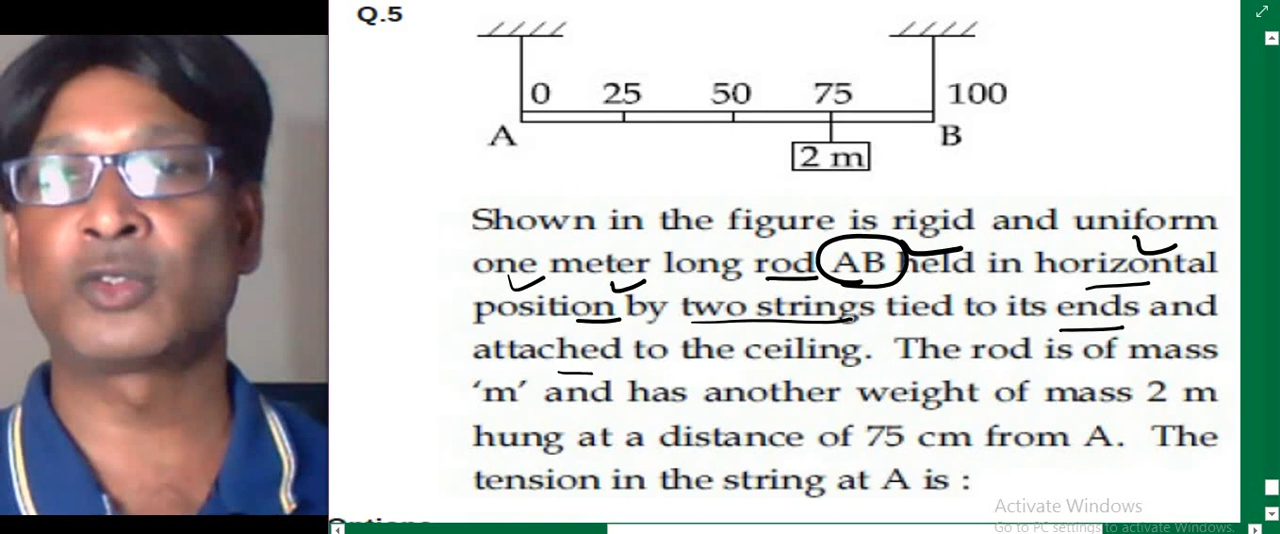 Q.5
0 25 50 75 100
A B
2 m
Shown in the figure is rigid and uniform
one meter long rod AB held in horizontal
position by two strings tied to its ends and
attached to the ceiling. The rod is of mass
‘m’ and has another weight of mass 2 m
hung at a distance of 75 cm from A. The
tension in the string at A is :
Activate Windows
Go to PC settings to activate Windows.